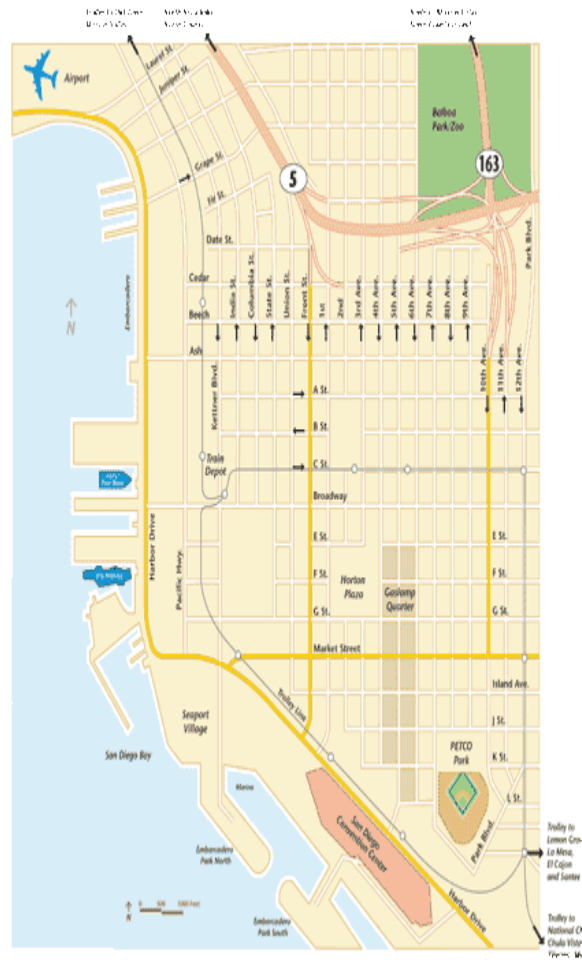 Airport
Laurel St.
Juniper St.
Grape St.
Fir St.
Date St.
Cedar
Beech
Ash
5
163
Balboa
Park/Zoo
Park Blvd.
Embarcadero
N
Kettner Blvd.
India St.
Columbia St.
State St.
Union St.
Front St.
1st
2nd
3rd Ave.
4th Ave.
5th Ave.
6th Ave.
7th Ave.
8th Ave.
9th Ave.
10th Ave.
11th Ave.
12th Ave.
A St.
B St.
C St.
Train
Depot
Broadway
Harbor Drive
Pacific Hwy.
E St.
F St.
G St.
Horton
Plaza
Gaslamp
Quarter
E St.
F St.
G St.
Market Street
Island Ave.
Trolley Line
J St.
Seaport
Village
San Diego Bay
PETCO
Park
K St.
L St.
Marina
San Diego
Convention Center
Park Blvd.
Embarcadero
Park North
Embarcadero
Park South
Harbor Drive
N
Trolley to
Lemon Gro
La Mesa,
El Cajon
and Santee
Trolley to
National C
Chula Vista